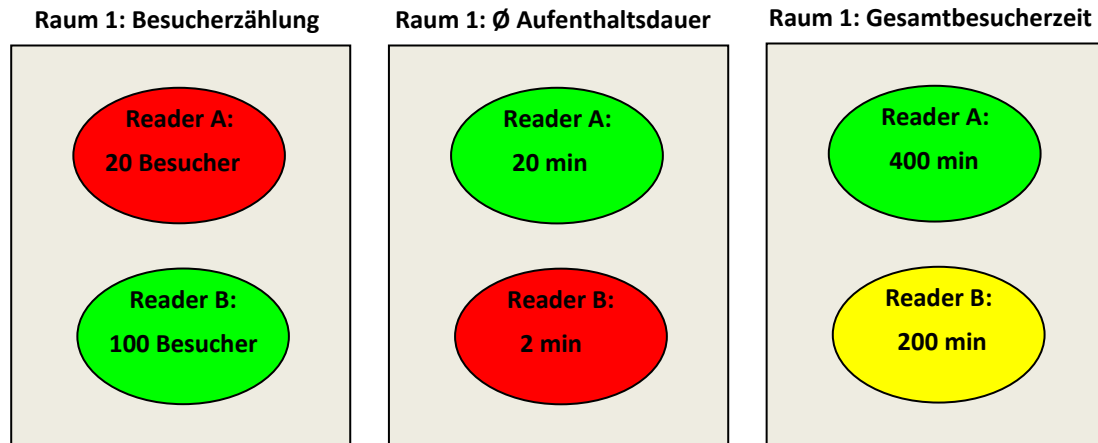 Raum 1: Besucherzählung
Reader A:
20 Besucher
Reader B:
100 Besucher
Raum 1: Ø Aufenthaltsdauer
Reader A:
20 min
Reader B:
2 min
Raum 1: Gesamtbesucherzeit
Reader A:
400 min
Reader B:
200 min